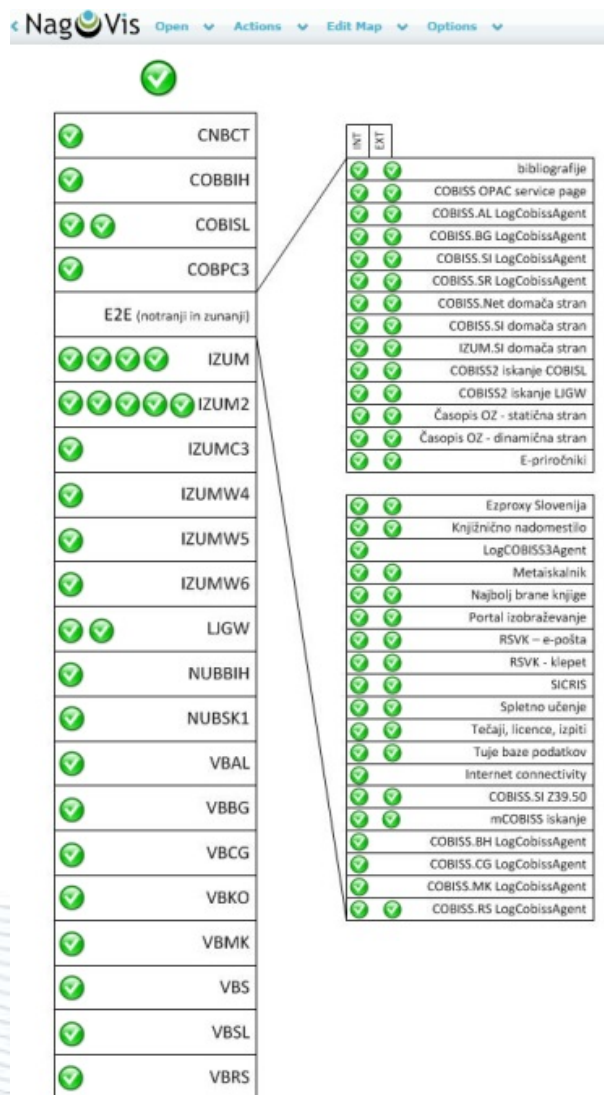 NagVis Open Actions Edit Map Options
CNBCT
COBBIH
COBISL
COBPC3
E2E (notranji in zunanji)
IZUM
IZUM2
IZUMC3
IZUMW4
IZUMW5
IZUMW6
LJGW
NUBBIH
NUBSK1
VBAL
VBBG
VBCG
VBKO
VBMK
VBS
VBSL
VBRS
INT EXT
bibliografije
COBISS OPAC service page
COBISS.AL LogCobissAgent
COBISS.BG LogCobissAgent
COBISS.SI LogCobissAgent
COBISS.SR LogCobissAgent
COBISS.Net domača stran
COBISS.SI domača stran
IZUM.SI domača stran
COBISS2 iskanje COBISL
COBISS2 iskanje LJGW
Časopis OZ - statična stran
Časopis OZ - dinamična stran
E-priročniki
Ezproxy Slovenija
Knjižnično nadomestilo
LogCOBISS3Agent
Metaiskalnik
Najbolj brane knjige
Portal izobraževanje
RSVK – e-pošta
RSVK - klepet
SICRIS
Spletno učenje
Tečaji, licence, izpiti
Tuje baze podatkov
Internet connectivity
COBISS.SI Z39.50
mCOBISS iskanje
COBISS.BH LogCobissAgent
COBISS.CG LogCobissAgent
COBISS.MK LogCobissAgent
COBISS.RS LogCobissAgent